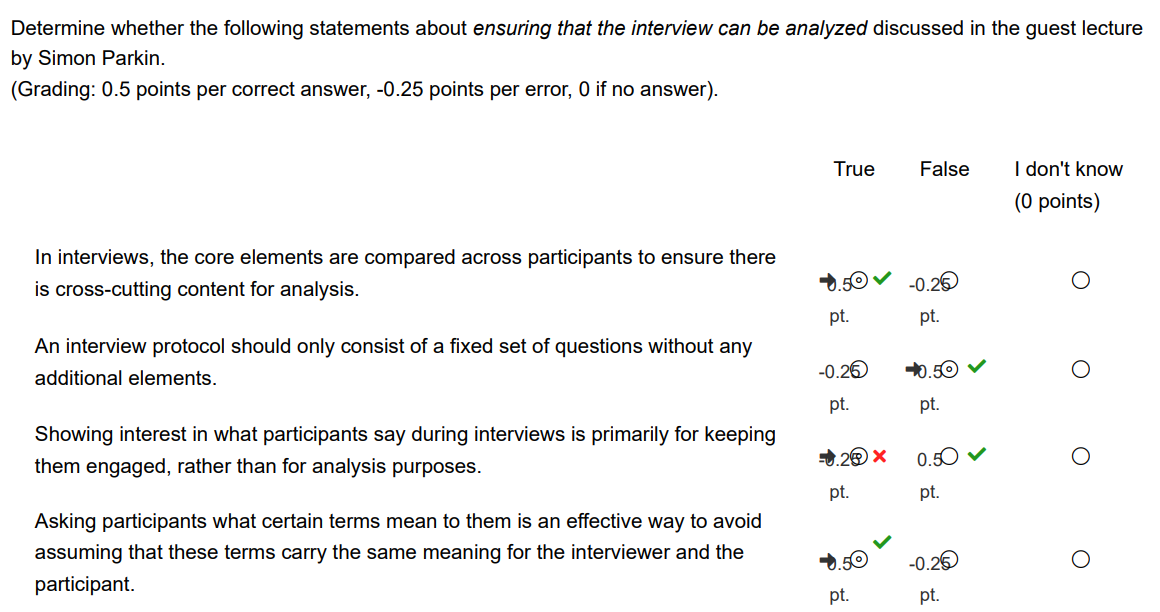 Determine whether the following statements about ensuring that the interview can be analyzed discussed in the guest lecture
by Simon Parkin.
(Grading: 0.5 points per correct answer, -0.25 points per error, 0 if no answer).
True False I don't know
(0 points)
In interviews, the core elements are compared across participants to ensure there
is cross-cutting content for analysis.
0.5 -0.25
pt. pt.
An interview protocol should only consist of a fixed set of questions without any
additional elements.
-0.25 0.5
pt. pt.
Showing interest in what participants say during interviews is primarily for keeping
them engaged, rather than for analysis purposes.
-0.25 0.5
pt. pt.
Asking participants what certain terms mean to them is an effective way to avoid
assuming that these terms carry the same meaning for the interviewer and the
participant.
0.5 -0.25
pt. pt.